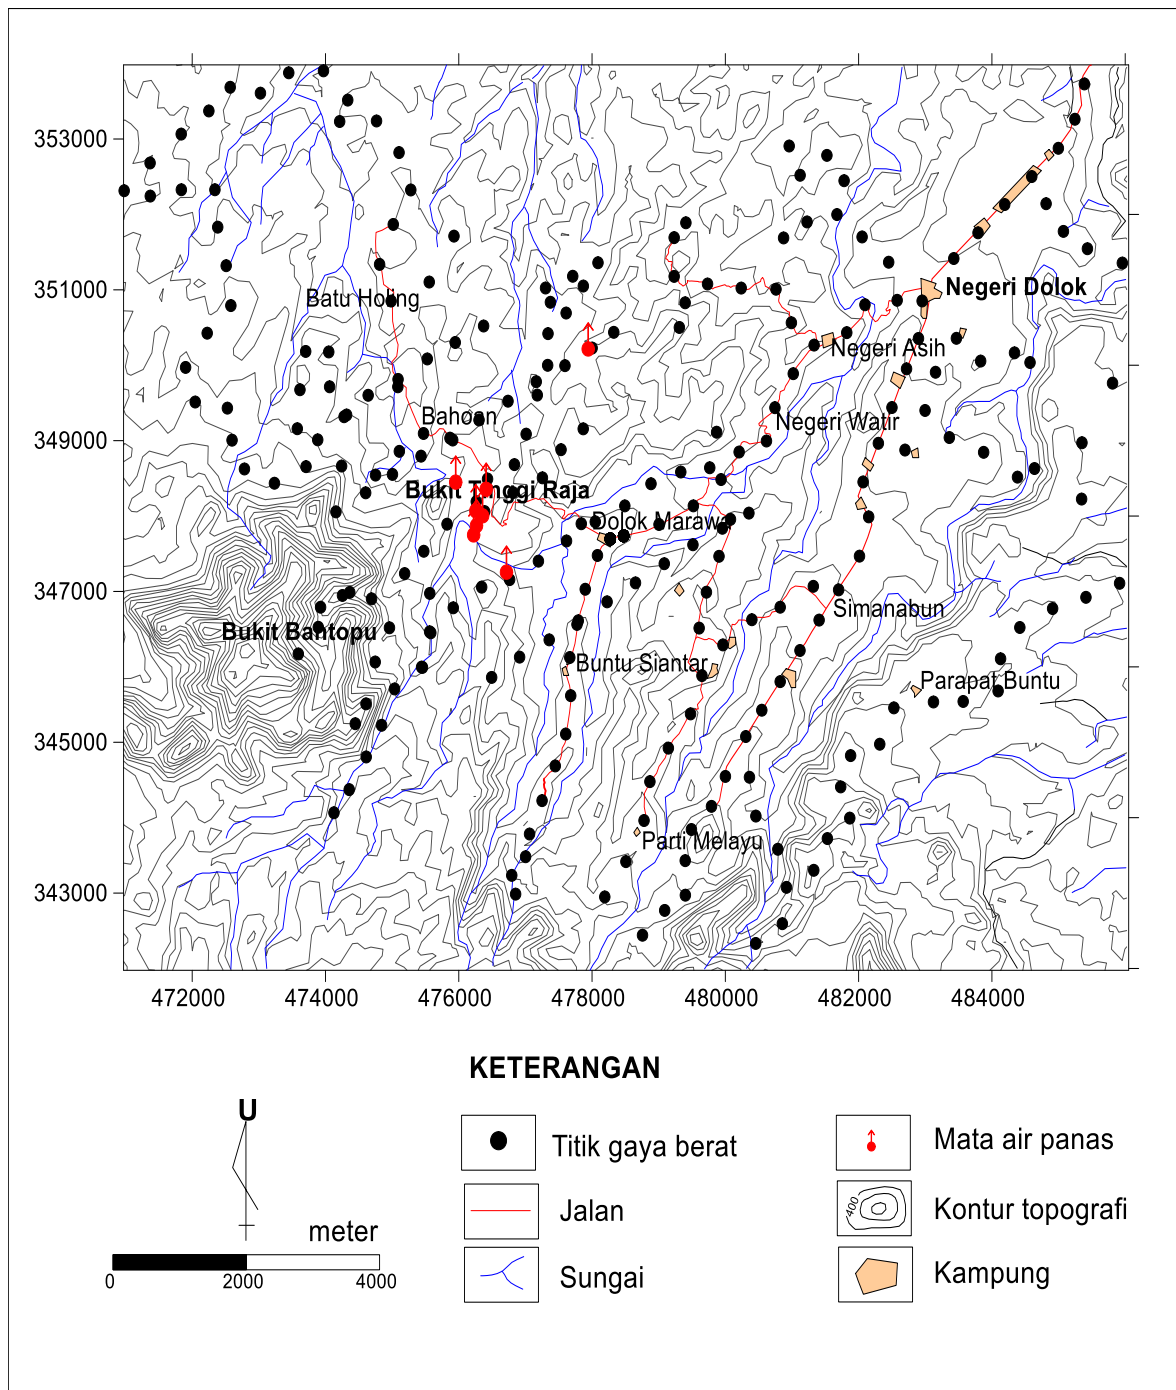 353000
351000
349000
347000
345000
343000
Batu Holing
Negeri Dolok
Negeri Asih
Bahoan
Negeri Watir
Bukit Tinggi Raja
Dolok Marawa
Simanabun
Bukit Bantopu
Buntu Siantar
Parapat Buntu
Parti Melayu
472000 474000 476000 478000 480000 482000 484000
KETERANGAN
U
meter
0 2000 4000
Titik gaya berat
Mata air panas
Jalan
400
Kontur topografi
Sungai
Kampung